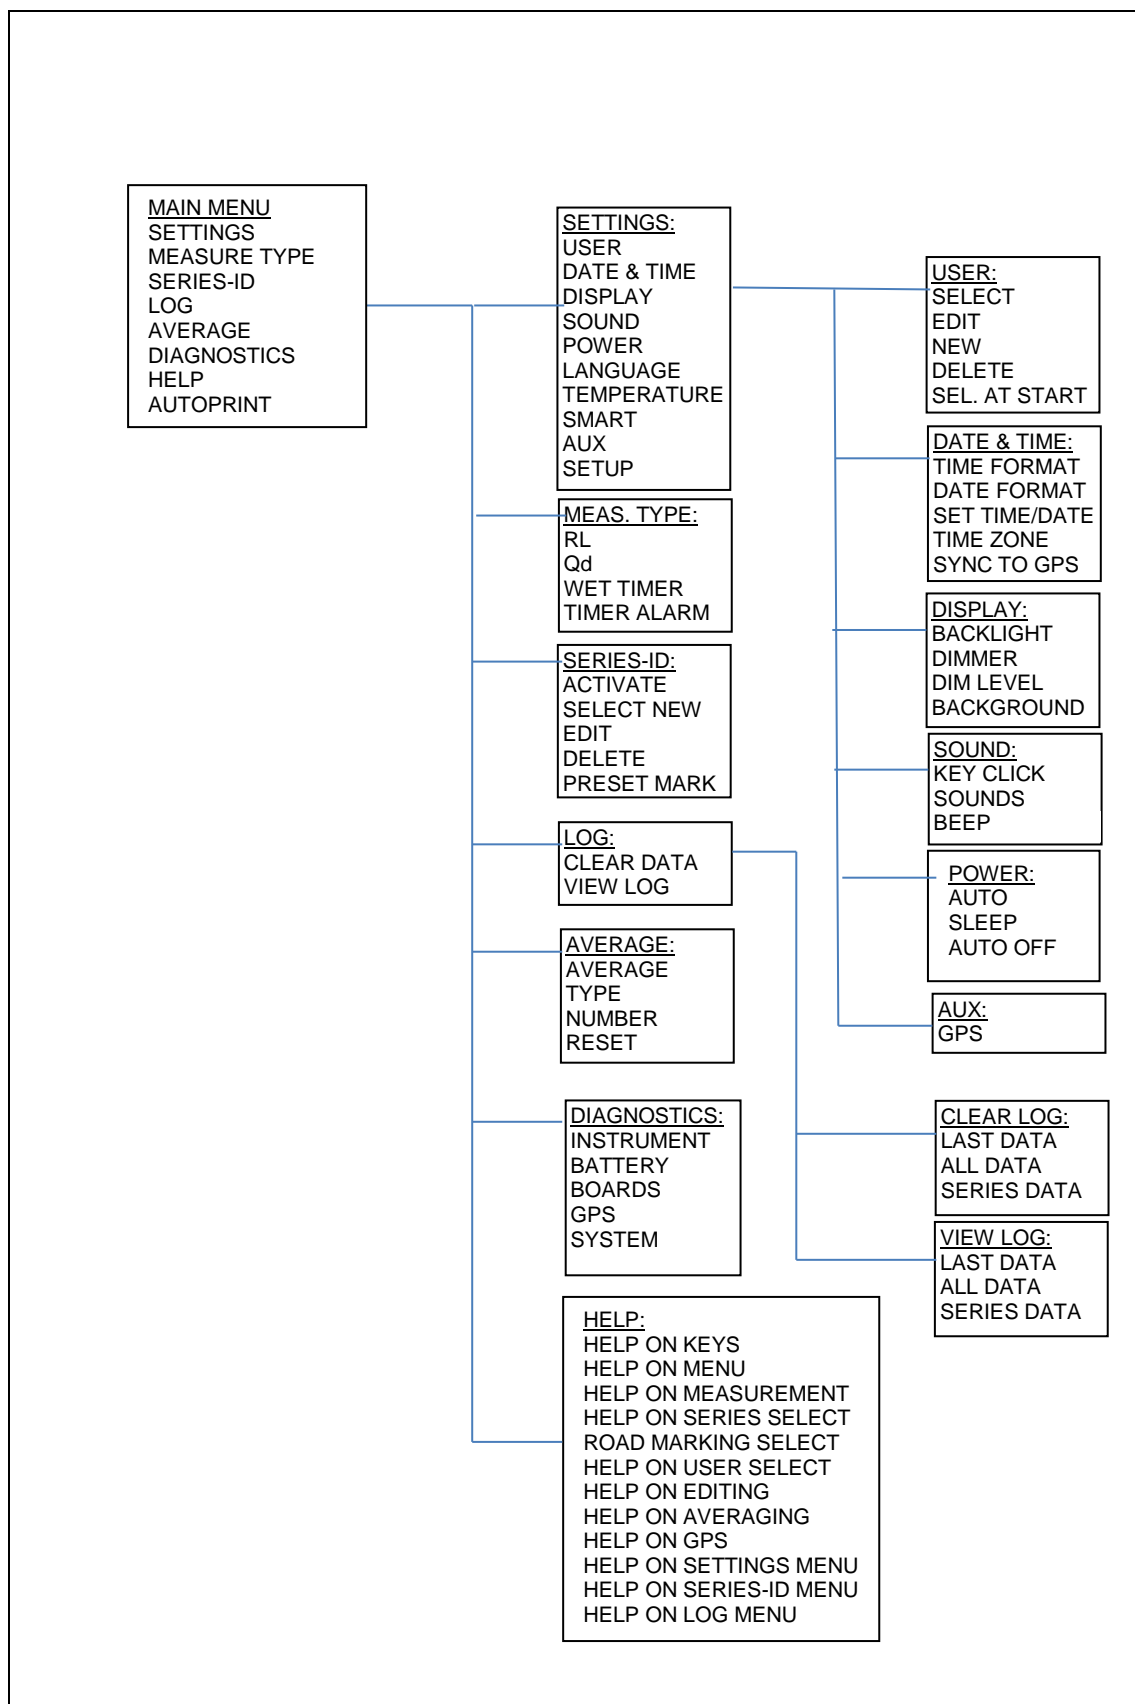 MAIN MENU
SETTINGS
MEASURE TYPE
SERIES-ID
LOG
AVERAGE
DIAGNOSTICS
HELP
AUTOPRINT
SETTINGS:
USER
DATE & TIME
DISPLAY
SOUND
POWER
LANGUAGE
TEMPERATURE
SMART
AUX
SETUP
MEAS. TYPE:
RL
Qd
WET TIMER
TIMER ALARM
SERIES-ID:
ACTIVATE
SELECT NEW
EDIT
DELETE
PRESET MARK
LOG:
CLEAR DATA
VIEW LOG
AVERAGE:
AVERAGE
TYPE
NUMBER
RESET
DIAGNOSTICS:
INSTRUMENT
BATTERY
BOARDS
GPS
SYSTEM
HELP:
HELP ON KEYS
HELP ON MENU
HELP ON MEASUREMENT
HELP ON SERIES SELECT
ROAD MARKING SELECT
HELP ON USER SELECT
HELP ON EDITING
HELP ON AVERAGING
HELP ON GPS
HELP ON SETTINGS MENU
HELP ON SERIES-ID MENU
HELP ON LOG MENU
USER:
SELECT
EDIT
NEW
DELETE
SEL. AT START
DATE & TIME:
TIME FORMAT
DATE FORMAT
SET TIME/DATE
TIME ZONE
SYNC TO GPS
DISPLAY:
BACKLIGHT
DIMMER
DIM LEVEL
BACKGROUND
SOUND:
KEY CLICK
SOUNDS
BEEP
POWER:
AUTO
SLEEP
AUTO OFF
AUX:
GPS
CLEAR LOG:
LAST DATA
ALL DATA
SERIES DATA
VIEW LOG:
LAST DATA
ALL DATA
SERIES DATA